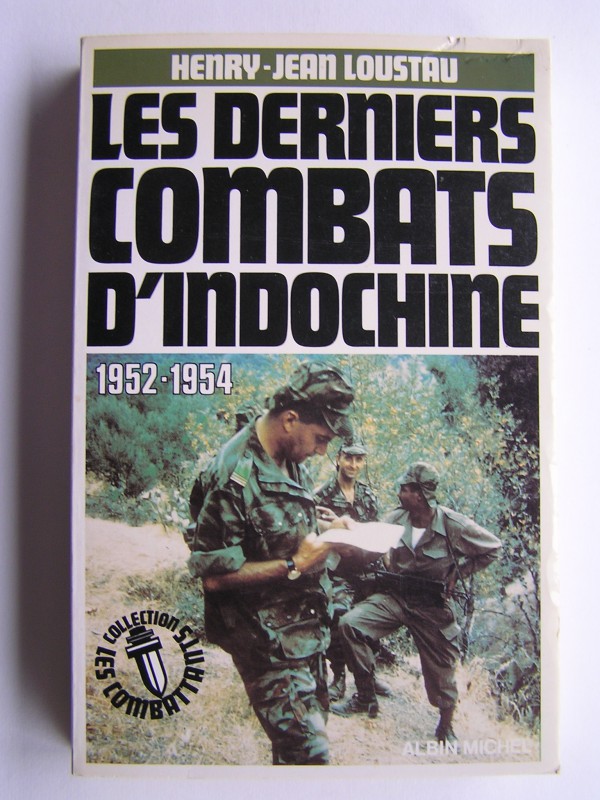 HENRY-JEAN LOUSTAU
LES DERNIERS
COMBATS
D'INDOCHINE
1952-1954
COLLECTION
LES COMBATTANTS
ALBIN MICHEL